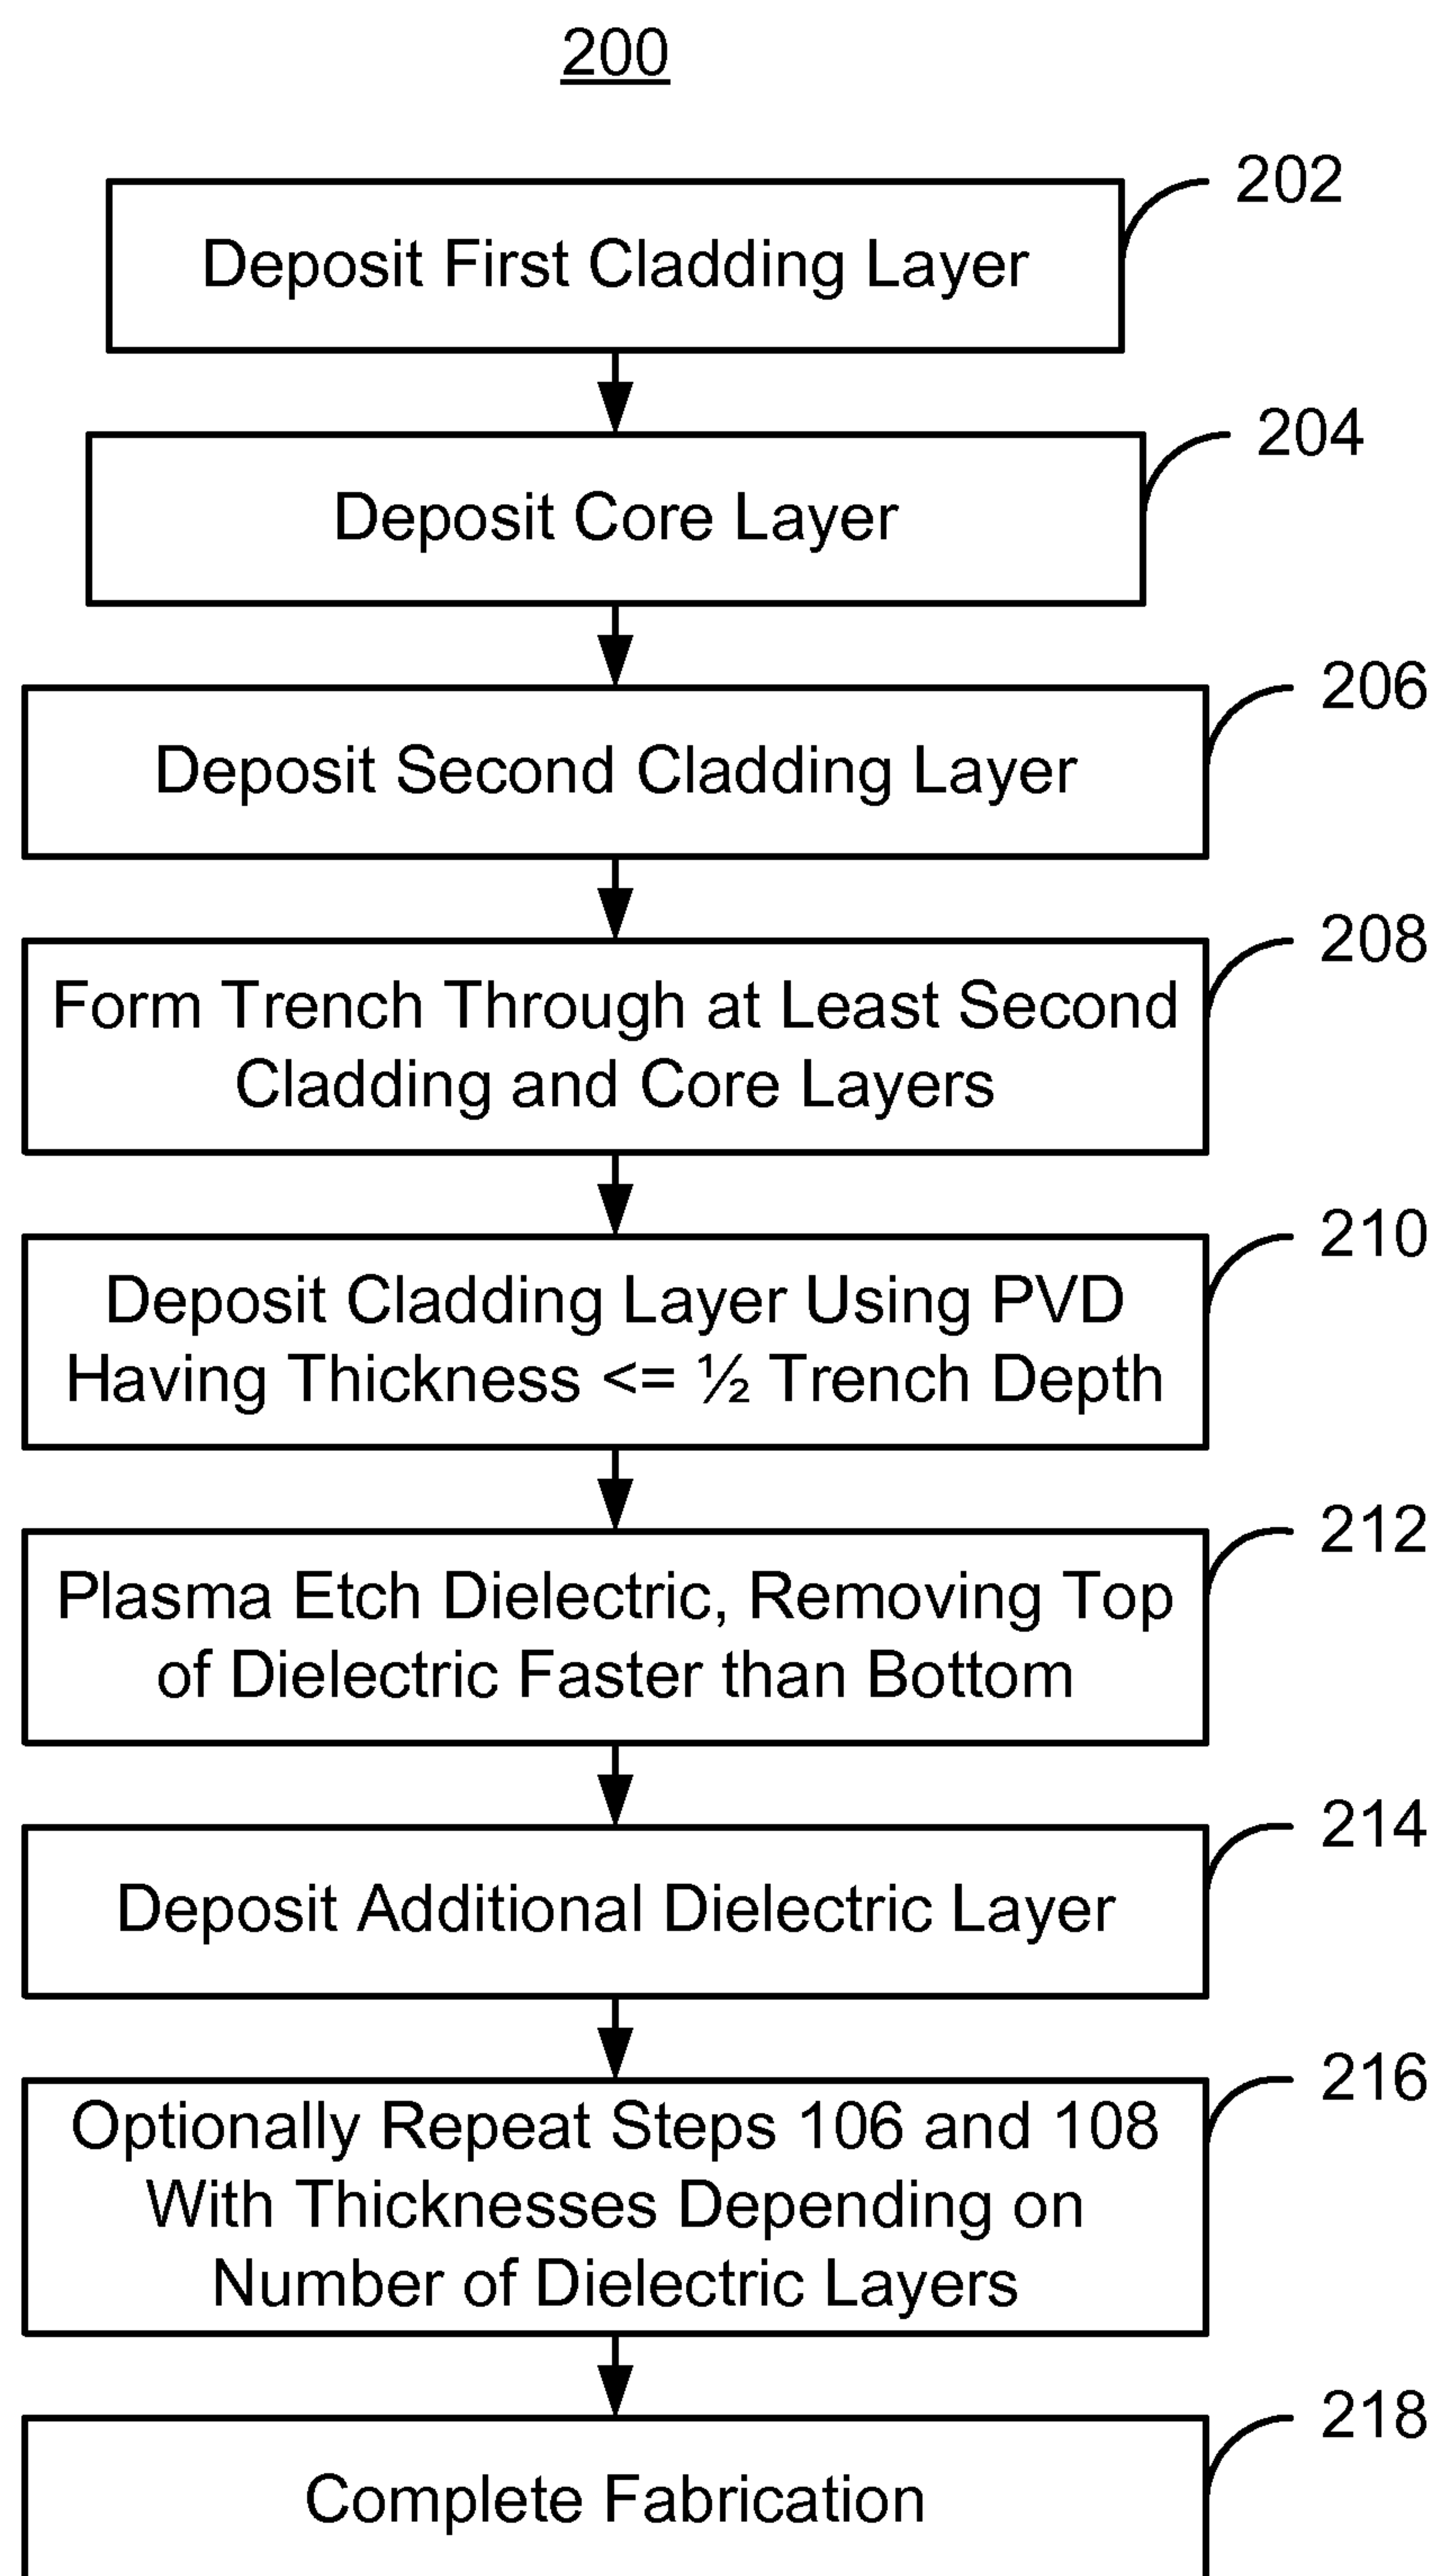 200
202
Deposit First Cladding Layer
204
Deposit Core Layer
206
Deposit Second Cladding Layer
208
Form Trench Through at Least Second
Cladding and Core Layers
210
Deposit Cladding Layer Using PVD
Having Thickness <= ½ Trench Depth
212
Plasma Etch Dielectric, Removing Top
of Dielectric Faster than Bottom
214
Deposit Additional Dielectric Layer
216
Optionally Repeat Steps 106 and 108
With Thicknesses Depending on
Number of Dielectric Layers
218
Complete Fabrication